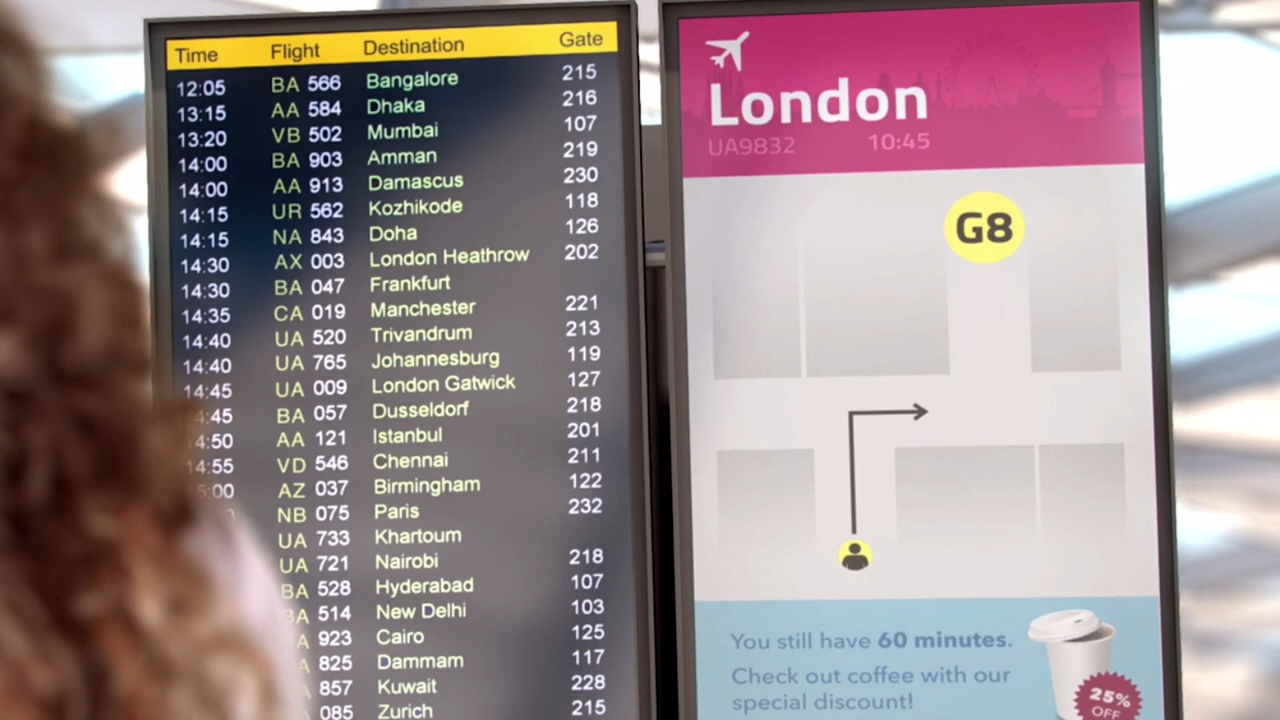 Time Flight Destination Gate
12:05 BA 566 Bangalore 215
13:15 AA 584 Dhaka 216
13:20 VB 502 Mumbai 107
14:00 BA 903 Amman 219
14:00 AA 913 Damascus 230
14:15 UR 562 Kozhikode 118
14:15 NA 843 Doha 126
14:30 AX 003 London Heathrow 202
14:30 BA 047 Frankfurt
14:35 CA 019 Manchester 221
14:40 UA 520 Trivandrum 213
14:40 UA 765 Johannesburg 119
14:45 UA 009 London Gatwick 127
:45 BA 057 Dusseldorf 218
4:50 AA 121 Istanbul 201
14:55 VD 546 Chennai 211
5:00 AZ 037 Birmingham 122
NB 075 Paris 232
UA 733 Khartoum
UA 721 Nairobi 218
BA 528 Hyderabad 107
BA 514 New Delhi 103
A 923 Cairo 125
A 825 Dammam 117
857 Kuwait 228
085 Zurich 215
London
UA9832 10:45
G8
You still have 60 minutes.
Check out coffee with our
special discount!
25%
OFF